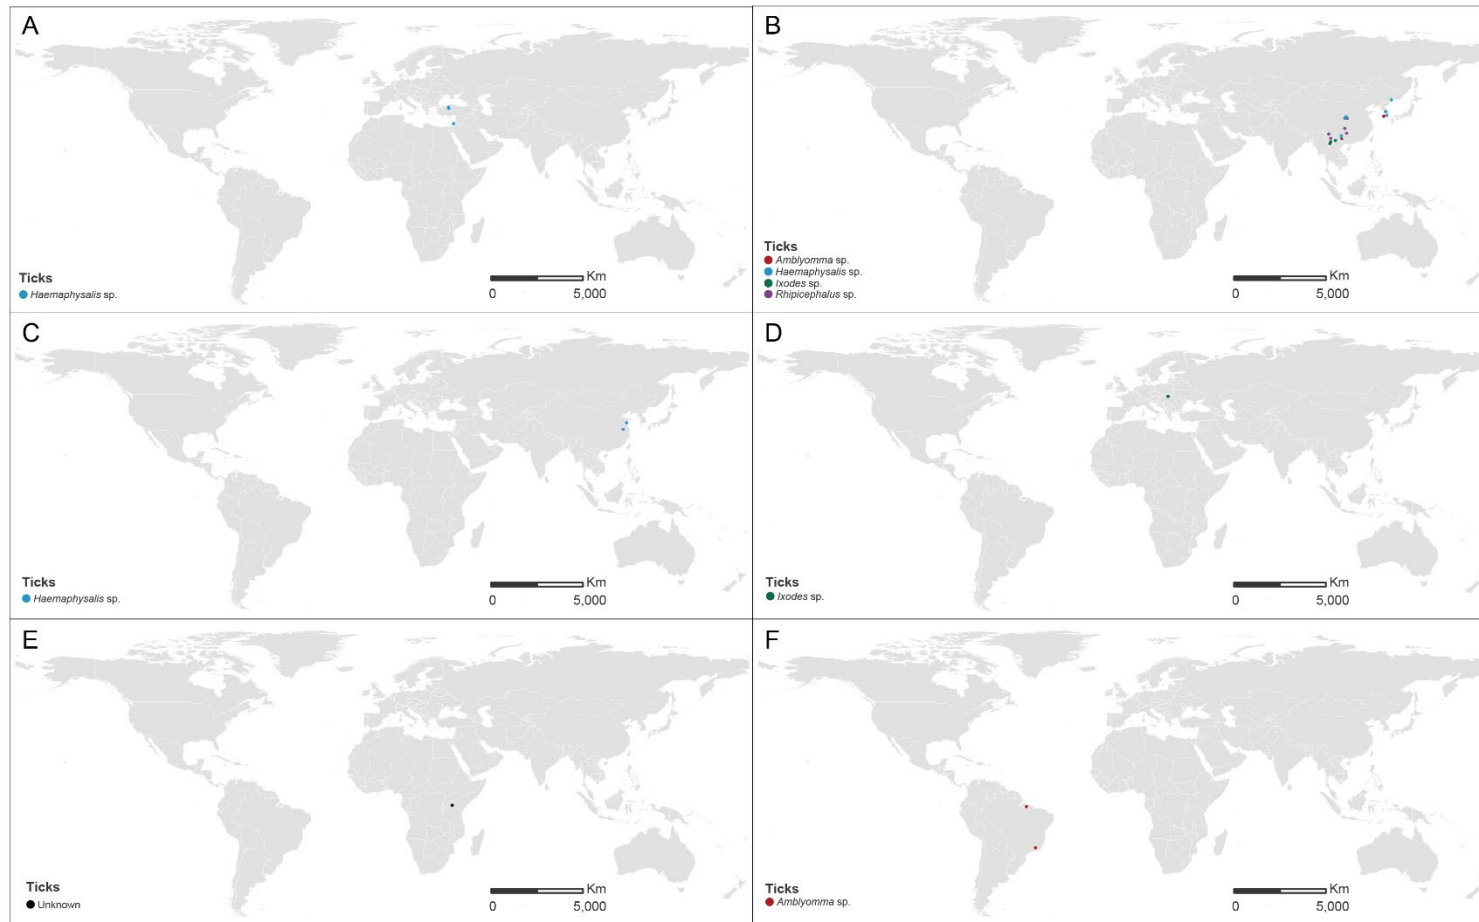 A
Ticks
Haemaphysalis sp.
Km
0 5,000
B
Ticks
Amblyomma sp.
Haemaphysalis sp.
Ixodes sp.
Rhipicephalus sp.
Km
0 5,000
C
Ticks
Haemaphysalis sp.
Km
0 5,000
D
Ticks
Ixodes sp.
Km
0 5,000
E
Ticks
Unknown
Km
0 5,000
F
Ticks
Amblyomma sp.
Km
0 5,000